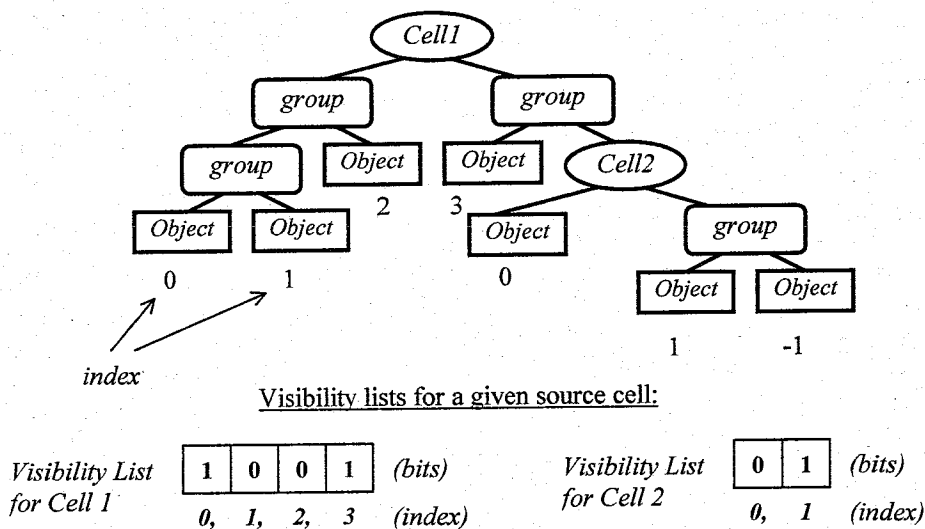 Cell1
group group
group Object Object Cell2
2 3
Object Object Object group
0 1 0
Object Object
1 -1
index
Visibility lists for a given source cell:
Visibility List for Cell 1
1 0 0 1 (bits)
0, 1, 2, 3 (index)
Visibility List for Cell 2
0 1 (bits)
0, 1 (index)